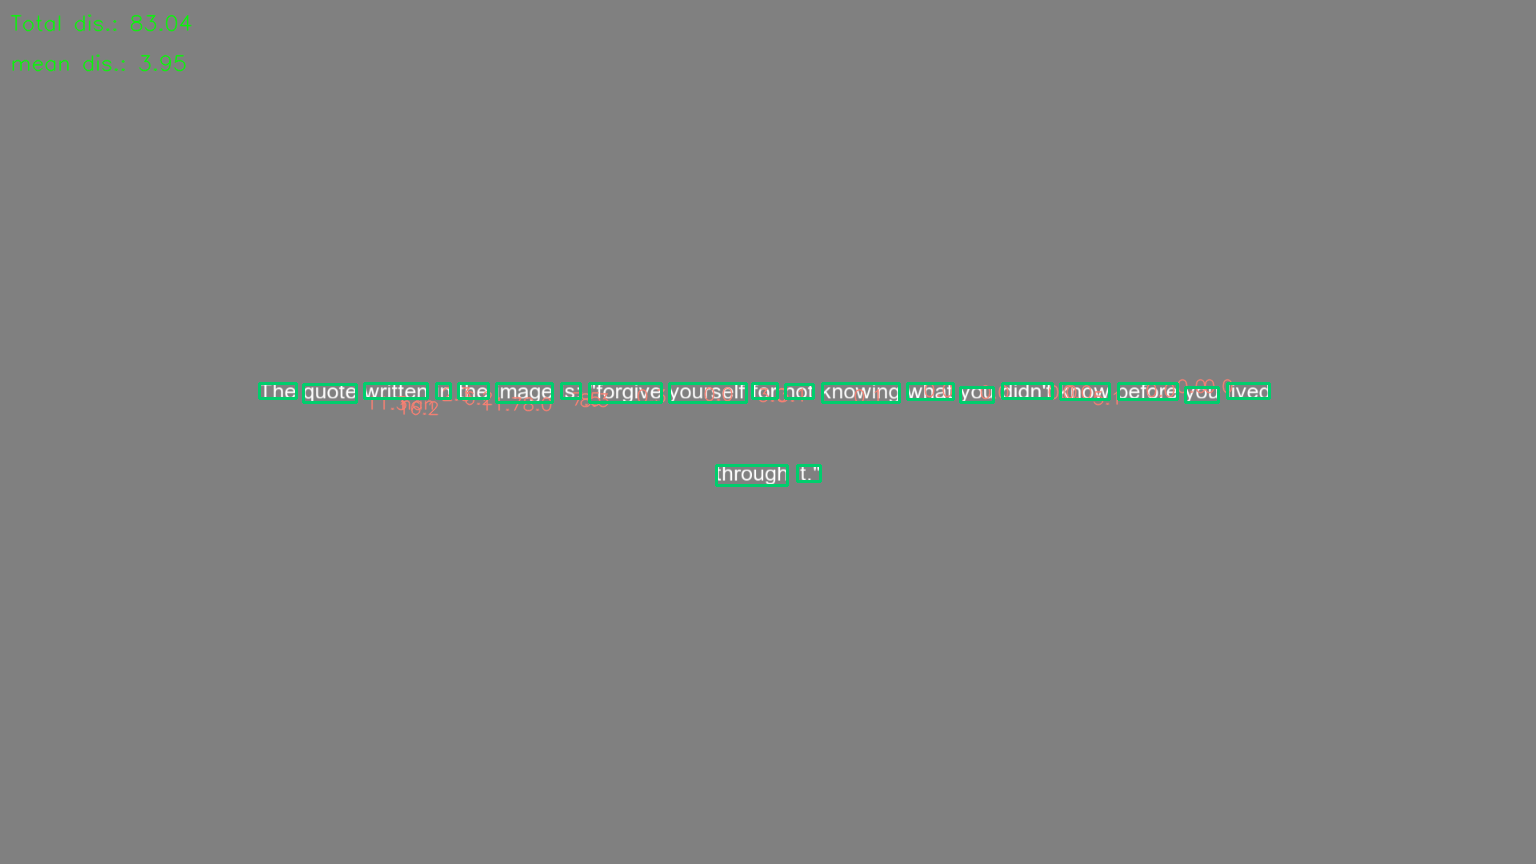 Total dis.: 83.04
mean dis.: 3.95
The quote written in the image is: "forgive yourself for not knowing what you didn't know before you lived
through it."